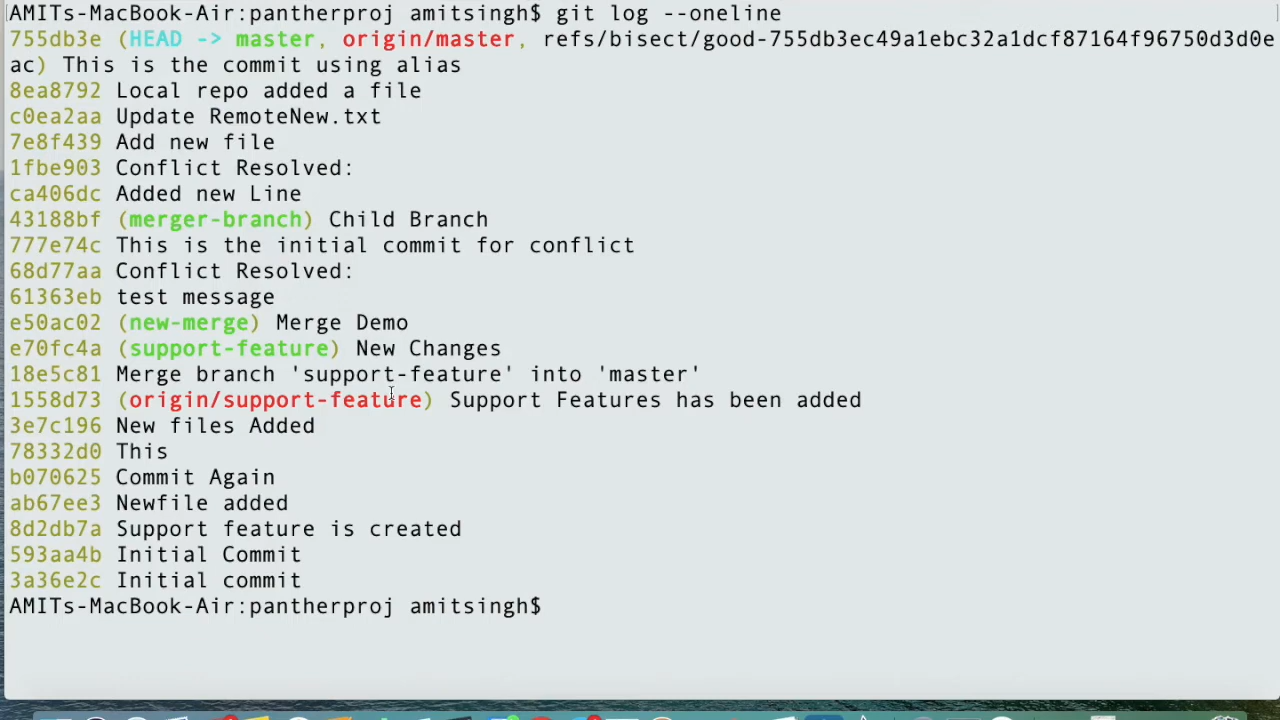 AMITs-MacBook-Air:pantherproj amitsingh$ git log --oneline
755db3e (HEAD -> master, origin/master, refs/bisect/good-755db3ec49a1ebc32a1dcf87164f96750d3d0e
ac) This is the commit using alias
8ea8792 Local repo added a file
c0ea2aa Update RemoteNew.txt
7e8f439 Add new file
1fbe903 Conflict Resolved:
ca406dc Added new Line
43188bf (merger-branch) Child Branch
777e74c This is the initial commit for conflict
68d77aa Conflict Resolved:
61363eb test message
e50ac02 (new-merge) Merge Demo
e70fc4a (support-feature) New Changes
18e5c81 Merge branch 'support-feature' into 'master'
1558d73 (origin/support-feature) Support Features has been added
3e7c196 New files Added
78332d0 This
b070625 Commit Again
ab67ee3 Newfile added
8d2db7a Support feature is created
593aa4b Initial Commit
3a36e2c Initial commit
AMITs-MacBook-Air:pantherproj amitsingh$